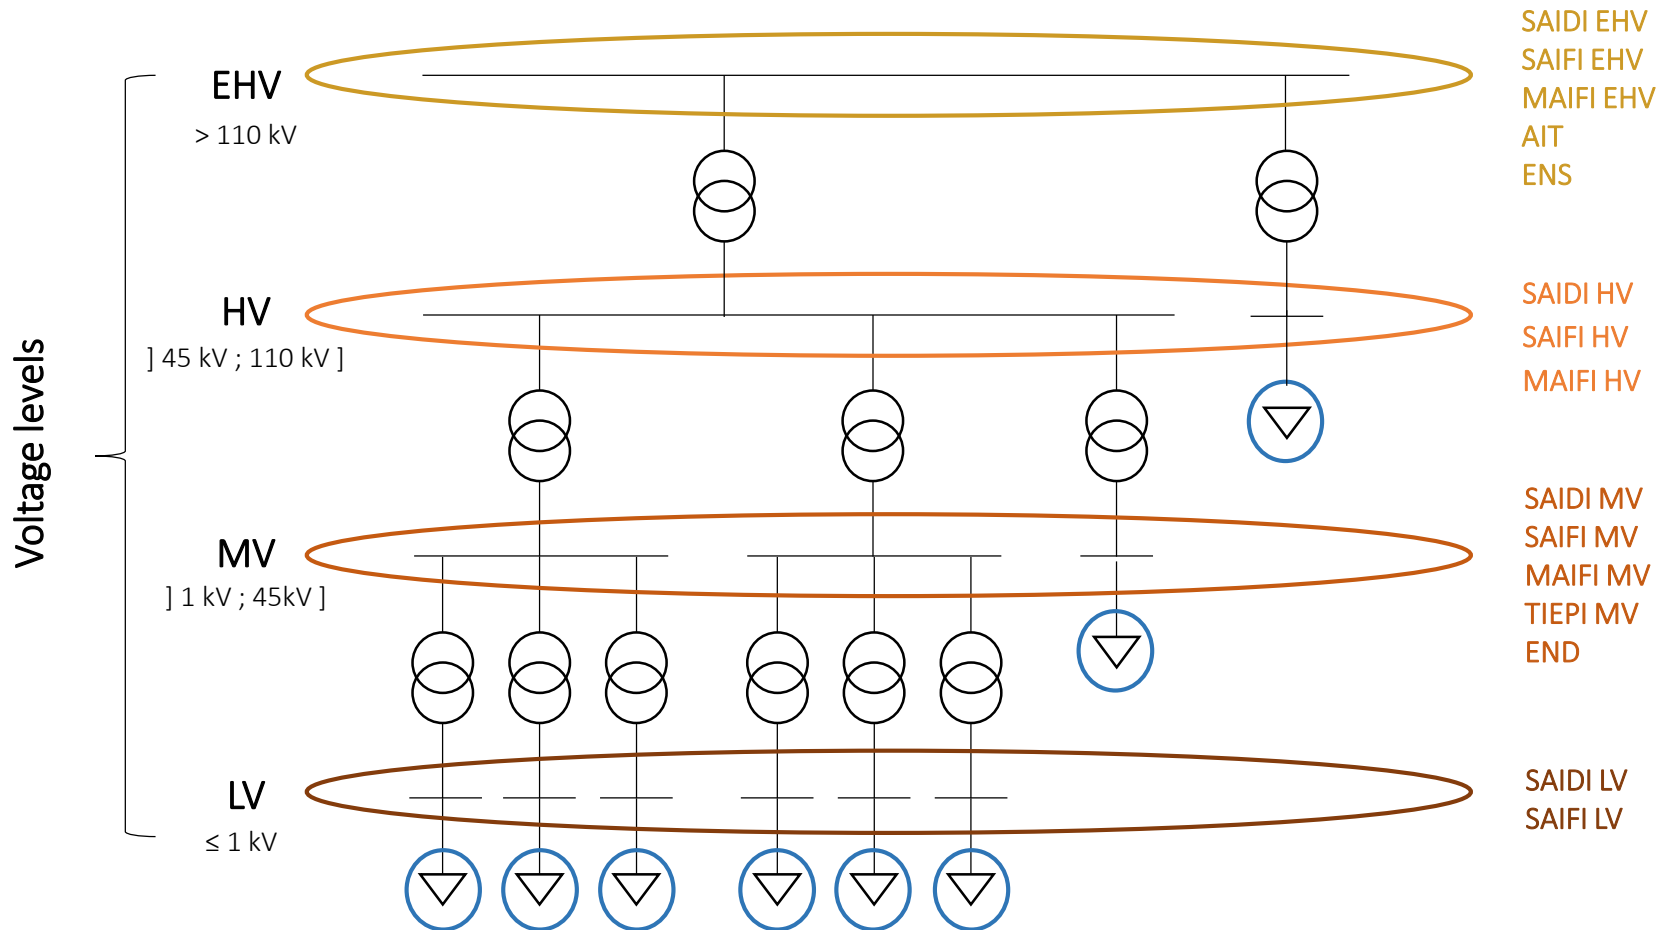 Voltage levels
EHV
> 110 kV
SAIDI EHV
SAIFI EHV
MAIFI EHV
AIT
ENS
HV
] 45 kV ; 110 kV ]
SAIDI HV
SAIFI HV
MAIFI HV
MV
] 1 kV ; 45kV ]
SAIDI MV
SAIFI MV
MAIFI MV
TIEPI MV
END
LV
≤ 1 kV
SAIDI LV
SAIFI LV